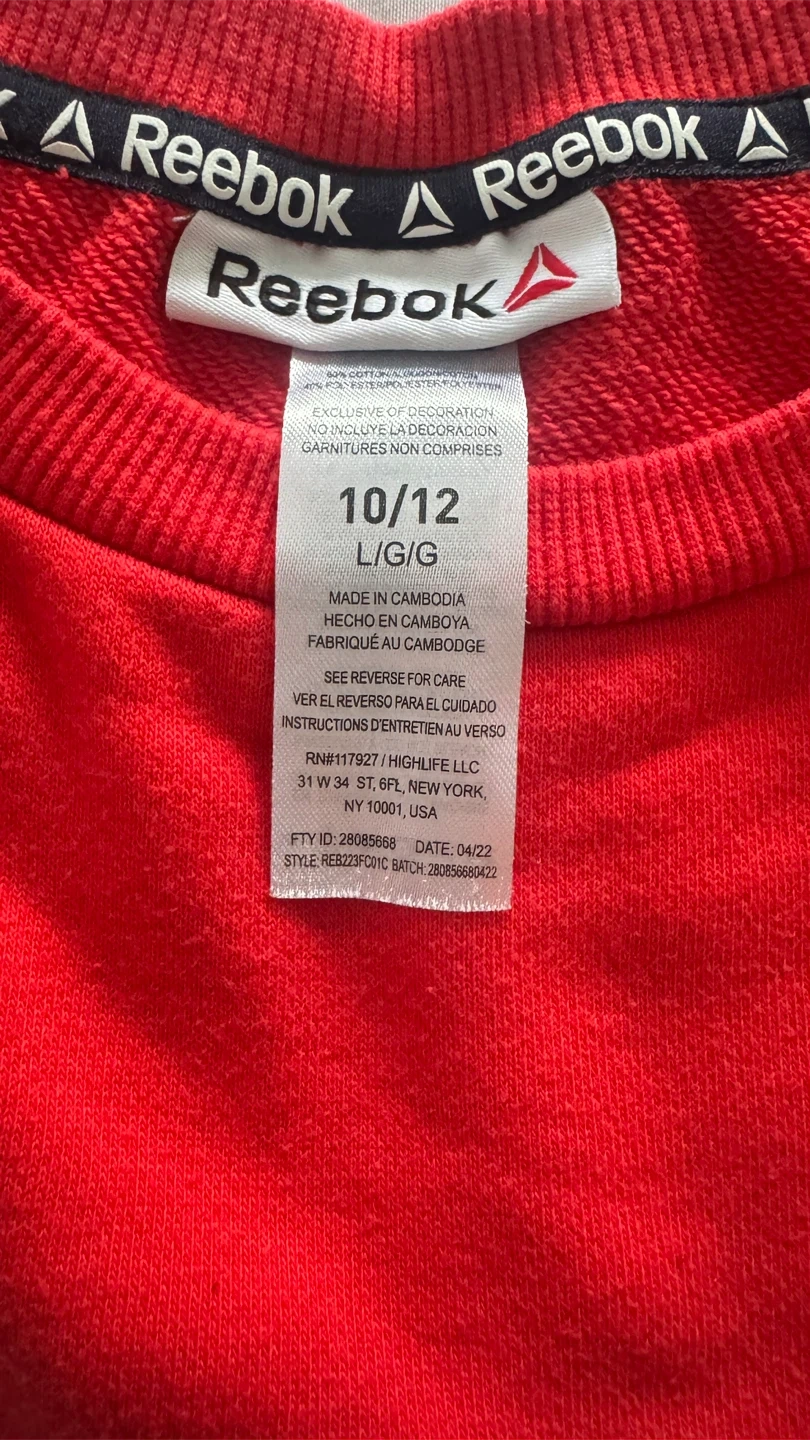 Reebok Reebok
Reebok
60% COTTON/
EXCLUSIVE OF DECORATION
NO INCLUYE LA DECORACION
GARNITURES NON COMPRISES
10/12
L/G/G
MADE IN CAMBODIA
HECHO EN CAMBOYA
FABRIQUÉ AU CAMBODGE
SEE REVERSE FOR CARE
VER EL REVERSO PARA EL CUIDADO
INSTRUCTIONS D'ENTRETIEN AU VERSO
RN#117927 / HIGHLIFE LLC
31 W 34 ST, 6FL, NEW YORK,
NY 10001, USA
FTY ID: 28085668 DATE: 04/22
STYLE: REB223FC01C BATCH: 280856680422